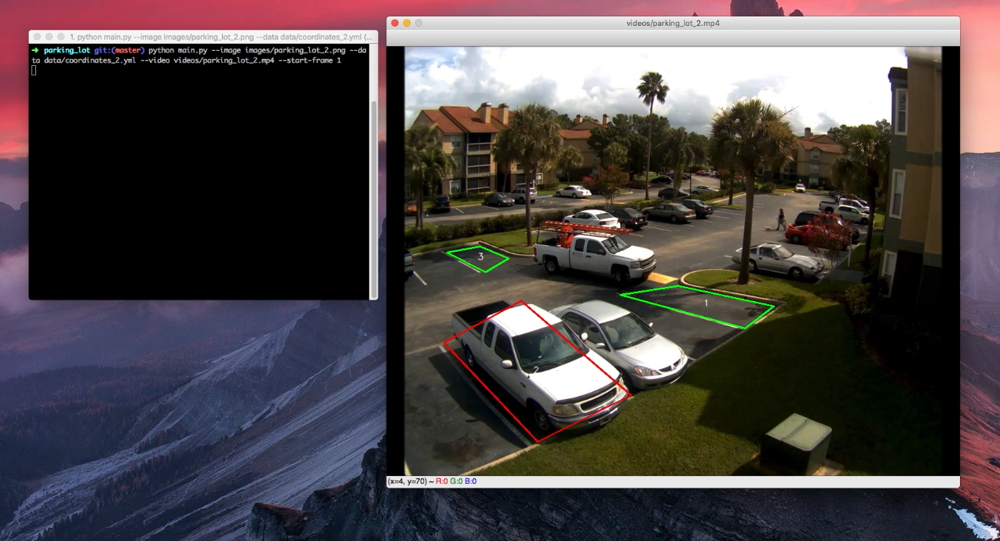 1. python main.py --image images/parking_lot_2.png --data data/coordinates_2.yml (...
➜ parking_lot git:(master) python main.py --image images/parking_lot_2.png --da
ta data/coordinates_2.yml --video videos/parking_lot_2.mp4 --start-frame 1
videos/parking_lot_2.mp4
3
1
2
(x=4, y=70) ~ R:0 G:0 B:0